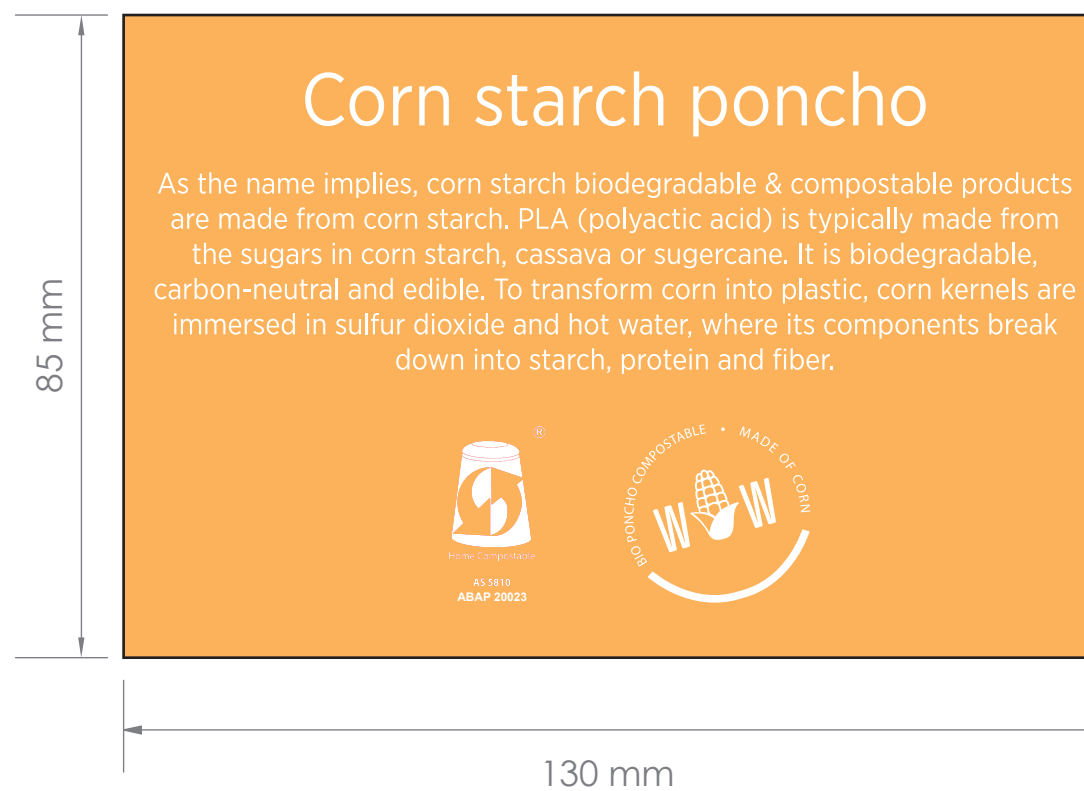 Corn starch poncho
As the name implies, corn starch biodegradable & compostable products
are made from corn starch. PLA (polyactic acid) is typically made from
the sugars in corn starch, cassava or sugercane. It is biodegradable,
carbon-neutral and edible. To transform corn into plastic, corn kernels are
immersed in sulfur dioxide and hot water, where its components break
down into starch, protein and fiber.
®
Home Compostable
AS 5810
ABAP 20023
BIO PONCHO COMPOSTABLE • MADE OF CORN
W W
85 mm
130 mm